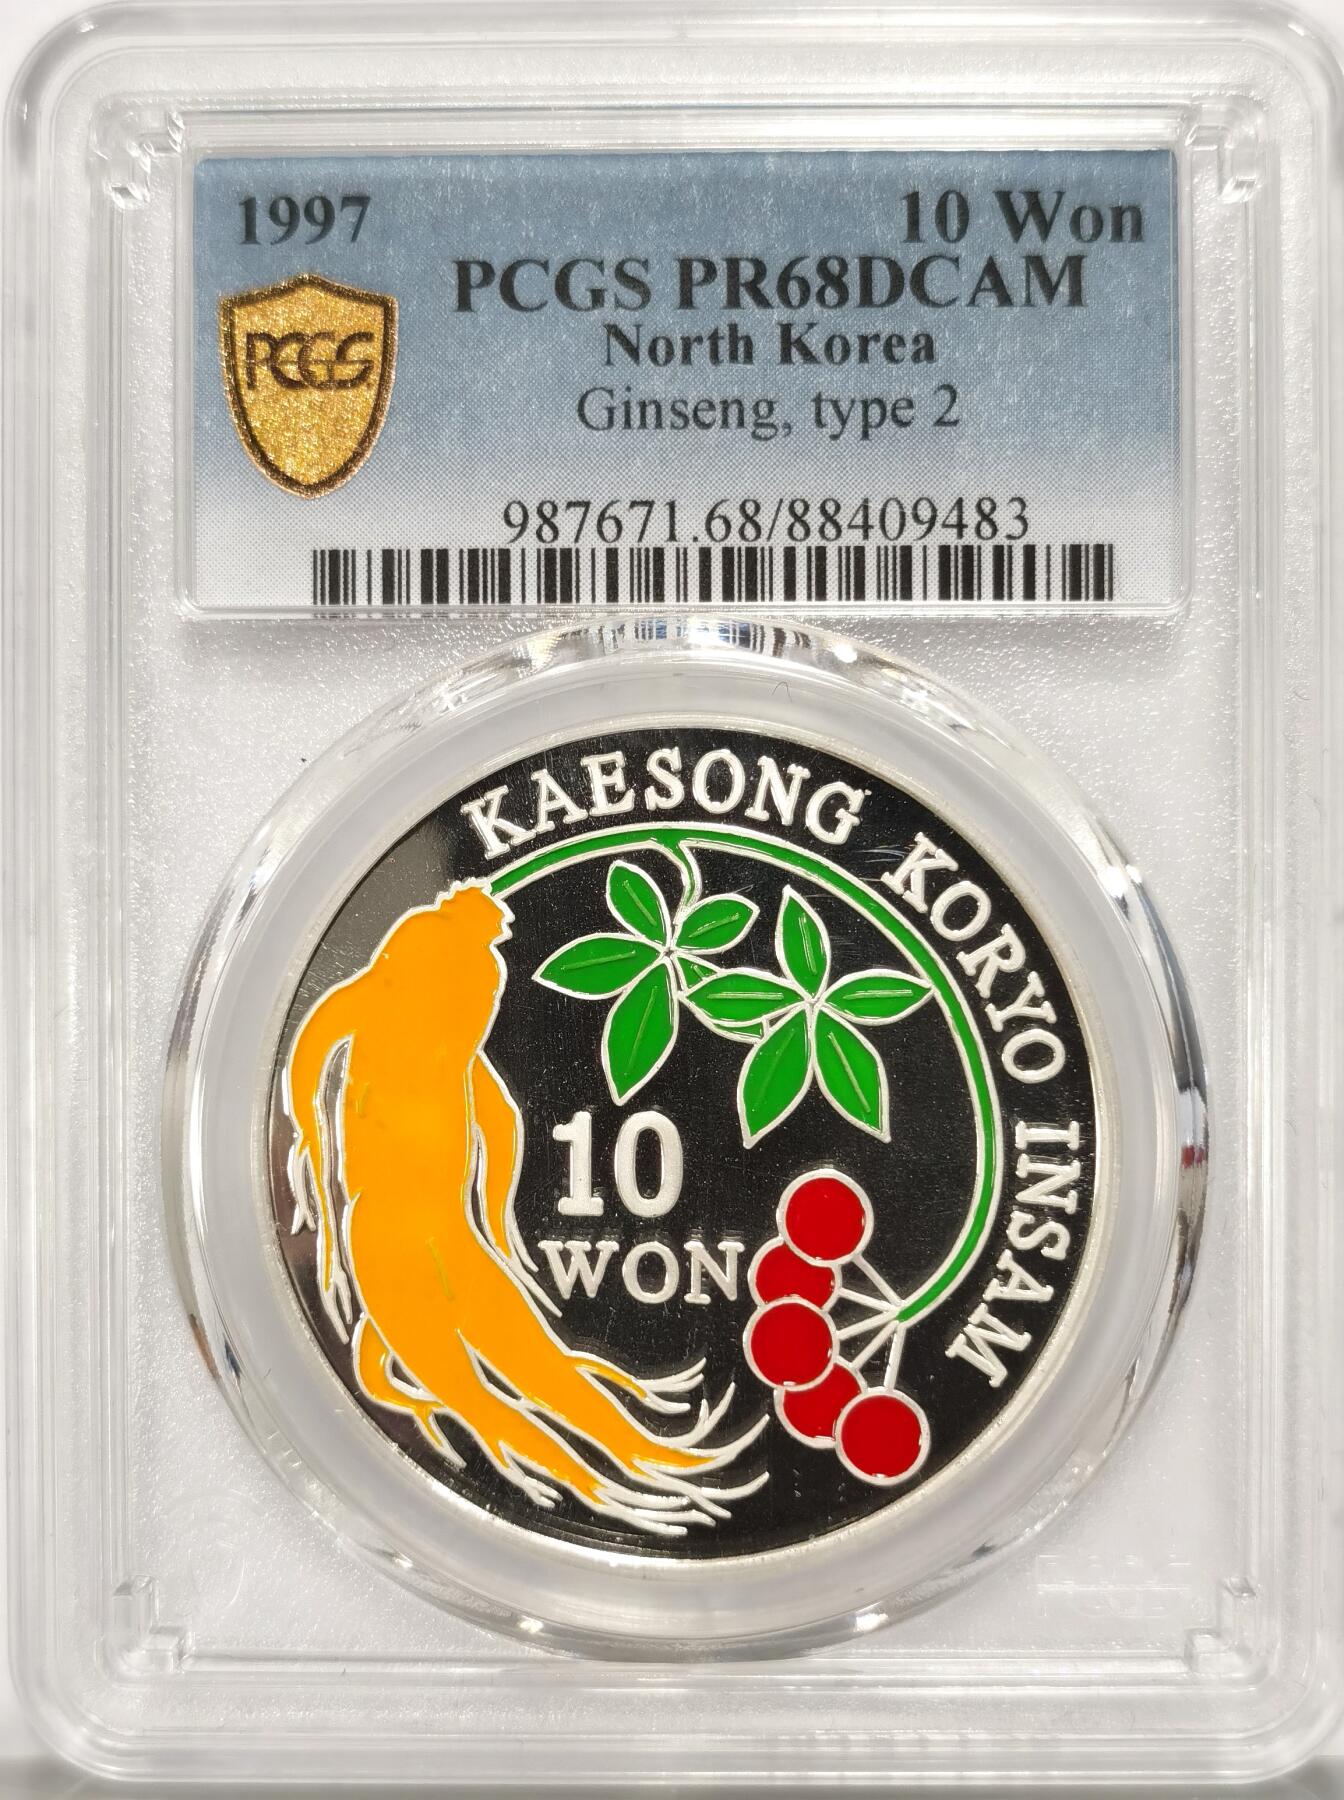 1997
10 Won
PCGS PR68DCAM
North Korea
Ginseng, type 2
PCGS
987671.68/88409483
KAESONG KORYO INSAM
10
WON